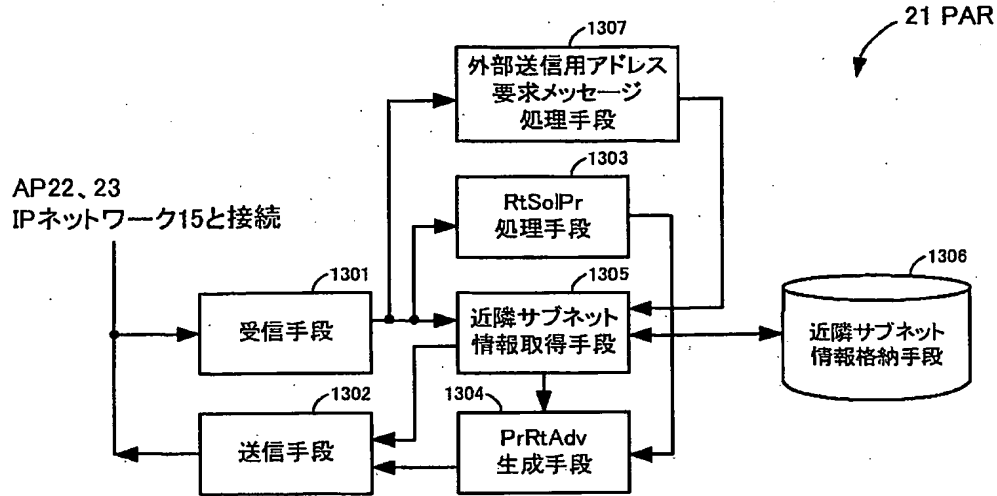 21 PAR
1307
外部送信用アドレス
要求メッセージ
処理手段
1303
RtSolPr
処理手段
AP22、23
IPネットワーク15と接続
1301
受信手段
1305
近隣サブネット
情報取得手段
1306
近隣サブネット
情報格納手段
1302
送信手段
1304
PrRtAdv
生成手段